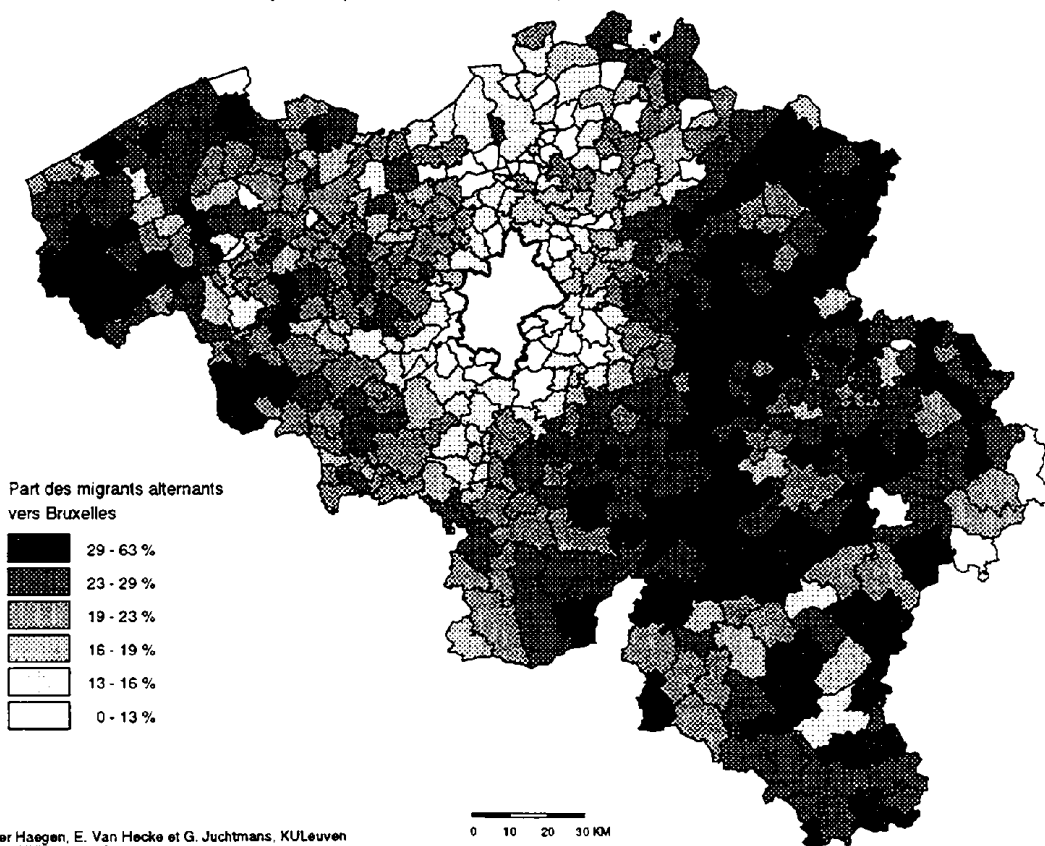 Part des migrants alternants
vers Bruxelles
29 - 63 %
23 - 29 %
19 - 23 %
16 - 19 %
13 - 16 %
0 - 13 %
0 10 20 30 KM
er Haegen, E. Van Hecke et G. Juchtmans, KULeuven